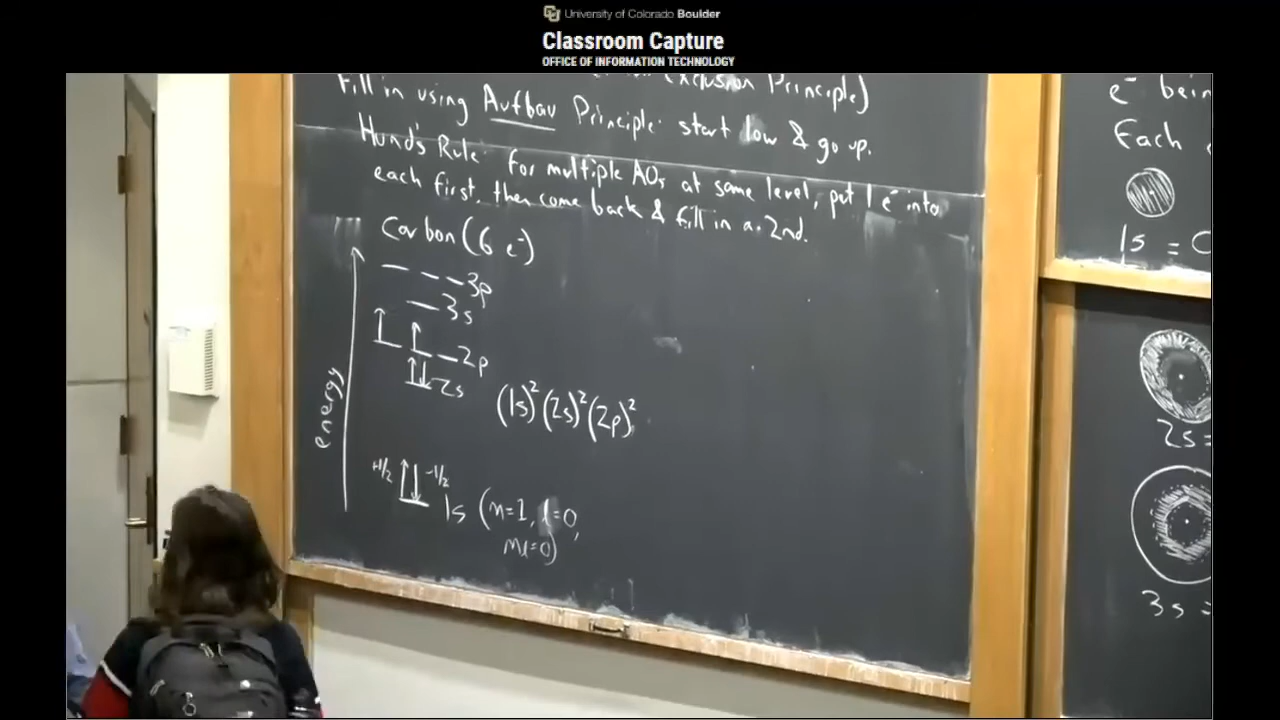 University of Colorado Boulder
Classroom Capture
OFFICE OF INFORMATION TECHNOLOGY
Exclusion Principle)
Fill in using Aufbau Principle: start low & go up.
Hund's Rule: For multiple AOs at same level, put 1 e⁻ into
each first, then come back & fill in a 2nd.
Carbon (6 e⁻)
3p
3s
2p
2s
(1s)² (2s)² (2p)²
energy
+1/2
-1/2
1s (n=1, l=0,
ml=0)
e⁻ bein
Each
1s =
2s=
3s =